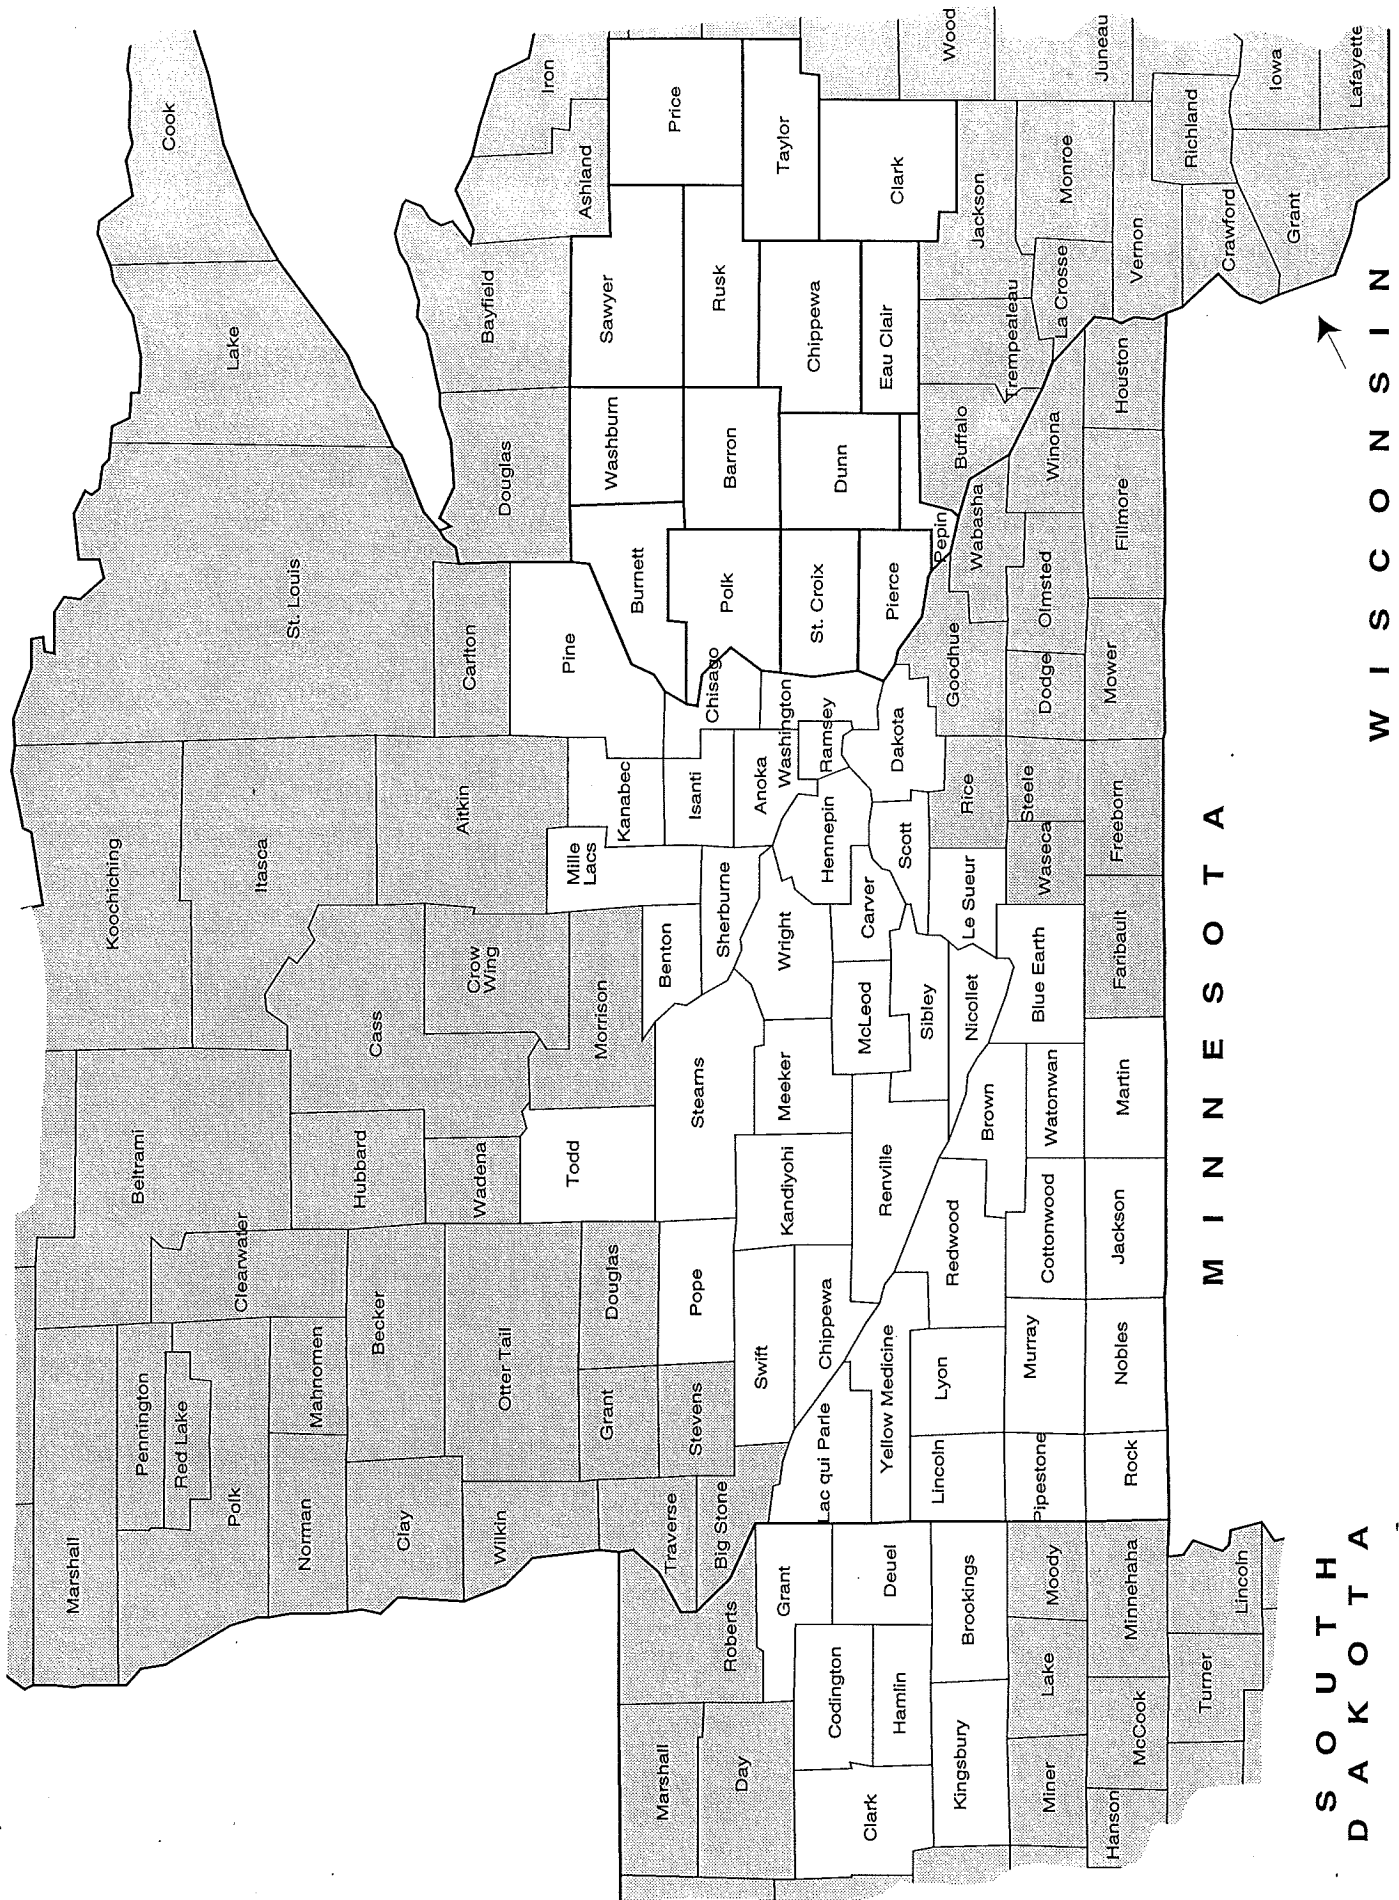 Cook
Lake
St. Louis
Koochiching
Itasca
Carlton
Aitkin
Pine
Beltrami
Cass
Crow
Wing
Hubbard
Wadena
Morrison
Todd
Mille
Lacs
Kanabec
Benton
Isanti
Chisago
Sherburne
Anoka
Washington
Ramsey
Hennepin
Wright
Stearns
Meeker
Kandiyohi
Carver
McLeod
Scott
Dakota
Sibley
Renville
Nicollet
Le Sueur
Rice
Goodhue
Wabasha
Winona
Olmsted
Dodge
Steele
Waseca
Blue Earth
Brown
Watonwan
Redwood
Cottonwood
Houston
Fillmore
Mower
Freeborn
Faribault
Martin
Jackson
Nobles
Rock
Murray
Pipestone
Lyon
Lincoln
Yellow Medicine
Lac qui Parle
Chippewa
Swift
Pope
Stevens
Big Stone
Traverse
Grant
Douglas
Otter Tail
Wilkin
Clay
Becker
Norman
Mahnomen
Clearwater
Polk
Red Lake
Pennington
Marshall
MINNESOTA
Iron
Ashland
Bayfield
Douglas
Price
Sawyer
Washburn
Burnett
Taylor
Rusk
Barron
Polk
Clark
Chippewa
Eau Clair
Dunn
St. Croix
Pierce
Pepin
Buffalo
Trempealeau
Jackson
Wood
Juneau
Monroe
La Crosse
Vernon
Richland
Crawford
Iowa
Grant
Lafayette
WISCONSIN
Roberts
Marshall
Day
Grant
Codington
Deuel
Hamlin
Clark
Brookings
Kingsbury
Moody
Lake
Miner
Minnehaha
McCook
Hanson
Lincoln
Turner
DSOUTH
DAKOTA